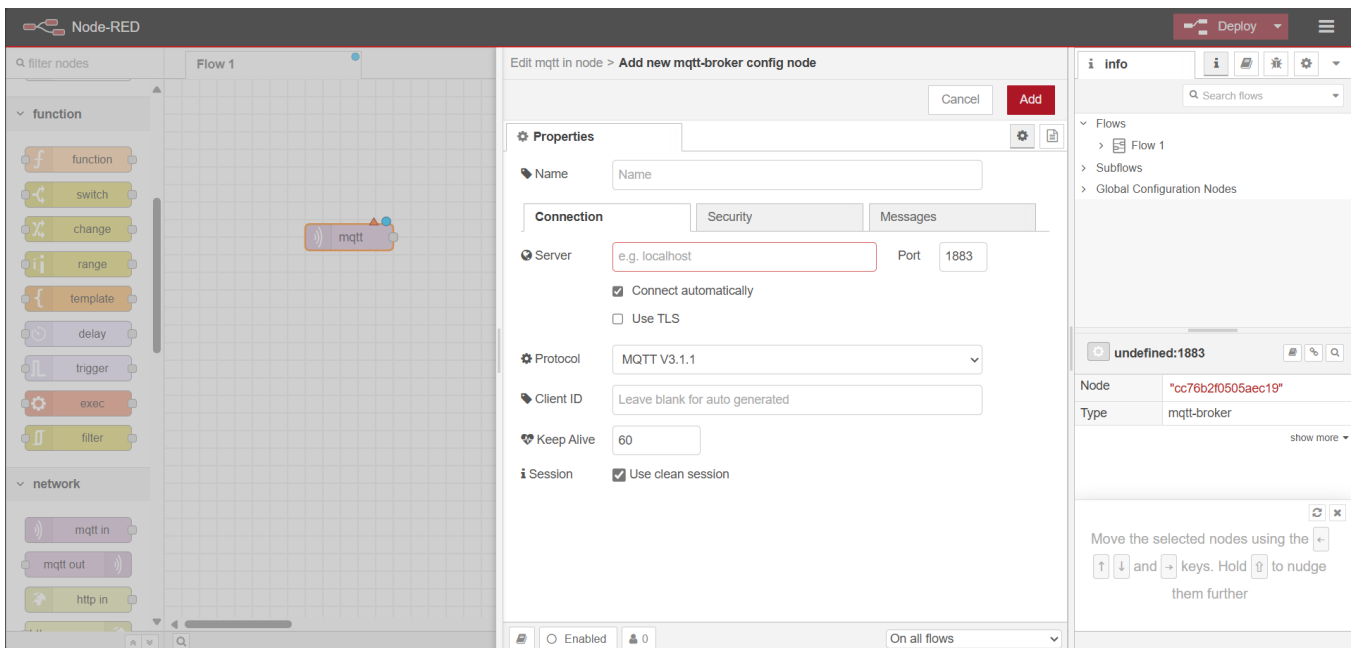 Node-RED
Deploy
filter nodes
Flow 1
Edit mqtt in node > Add new mqtt-broker config node
info
i
Cancel
Add
Search flows
function
Properties
Flows
Flow 1
Subflows
Global Configuration Nodes
function
switch
change
range
template
delay
trigger
exec
filter
network
mqtt in
mqtt out
http in
mqtt
Name
Name
Connection
Security
Messages
Server
e.g. localhost
Port
1883
Connect automatically
Use TLS
Protocol
MQTT V3.1.1
Client ID
Leave blank for auto generated
Keep Alive
60
Session
Use clean session
Enabled
0
On all flows
undefined:1883
Node
"cc76b2f0505aec19"
Type
mqtt-broker
show more
Move the selected nodes using the ←
↑ ↓ and → keys. Hold ⇧ to nudge
them further